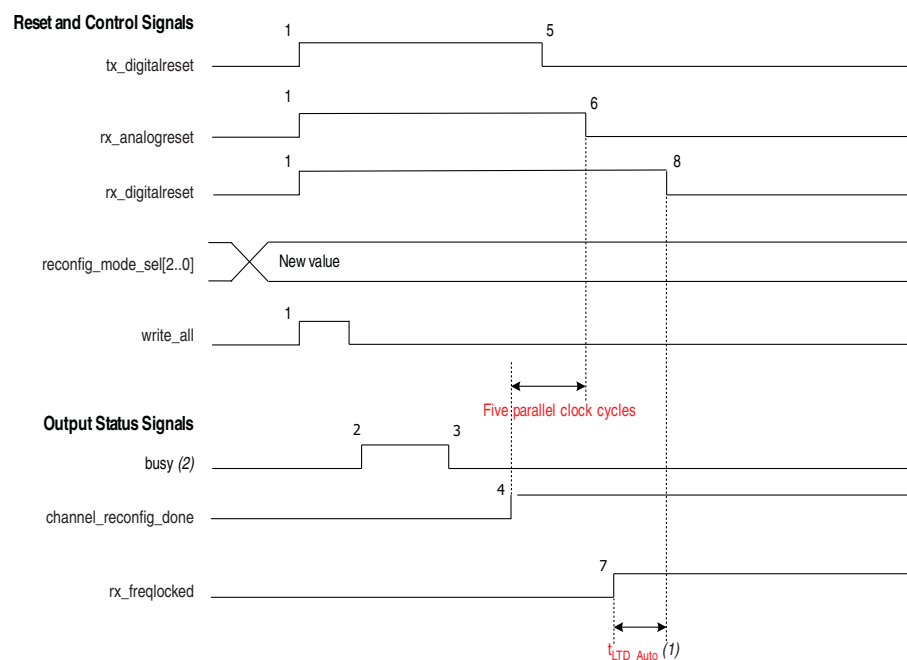 Reset and Control Signals
1 5
tx_digitalreset
1 6
rx_analogreset
1 8
rx_digitalreset
reconfig_mode_sel[2..0] New value
1
write_all
Five parallel clock cycles
Output Status Signals
2 3
busy (2)
4
channel_reconfig_done
7
rx_freqlocked
tLTD_Auto (1)